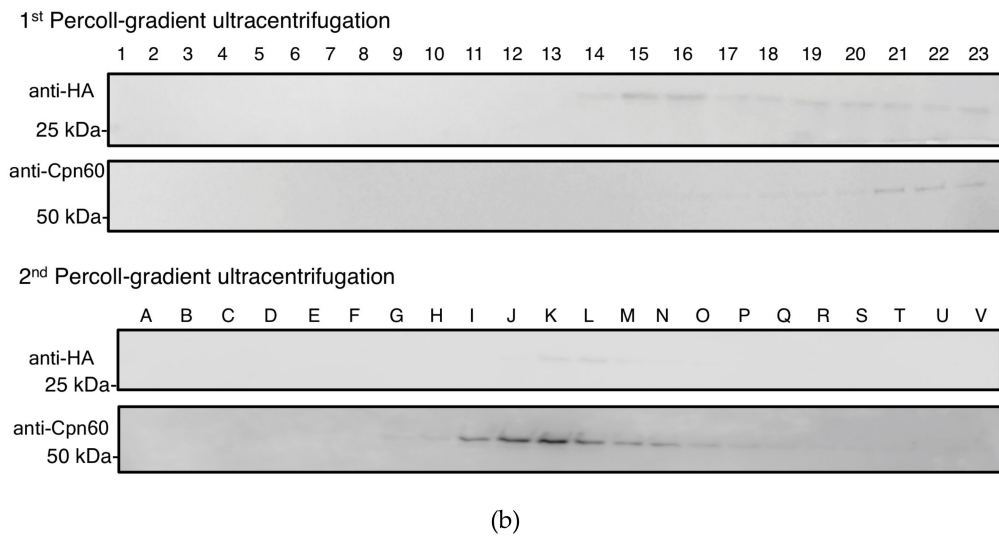 1st Percoll-gradient ultracentrifugation
1 2 3 4 5 6 7 8 9 10 11 12 13 14 15 16 17 18 19 20 21 22 23
anti-HA
25 kDa-
anti-Cpn60
50 kDa-
2nd Percoll-gradient ultracentrifugation
A B C D E F G H I J K L M N O P Q R S T U V
anti-HA
25 kDa-
anti-Cpn60
50 kDa-
(b)